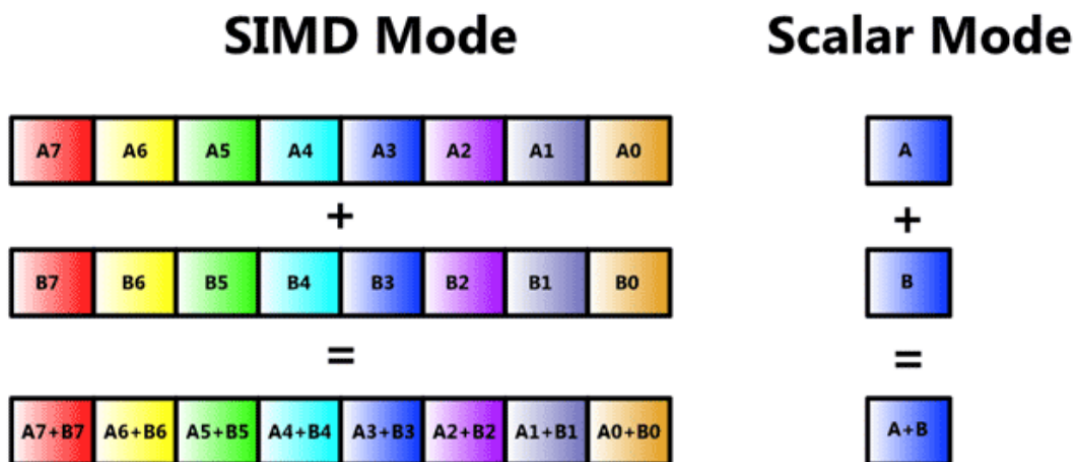 SIMD Mode Scalar Mode
A7 A6 A5 A4 A3 A2 A1 A0 A
+ +
B7 B6 B5 B4 B3 B2 B1 B0 B
= =
A7+B7 A6+B6 A5+B5 A4+B4 A3+B3 A2+B2 A1+B1 A0+B0 A+B